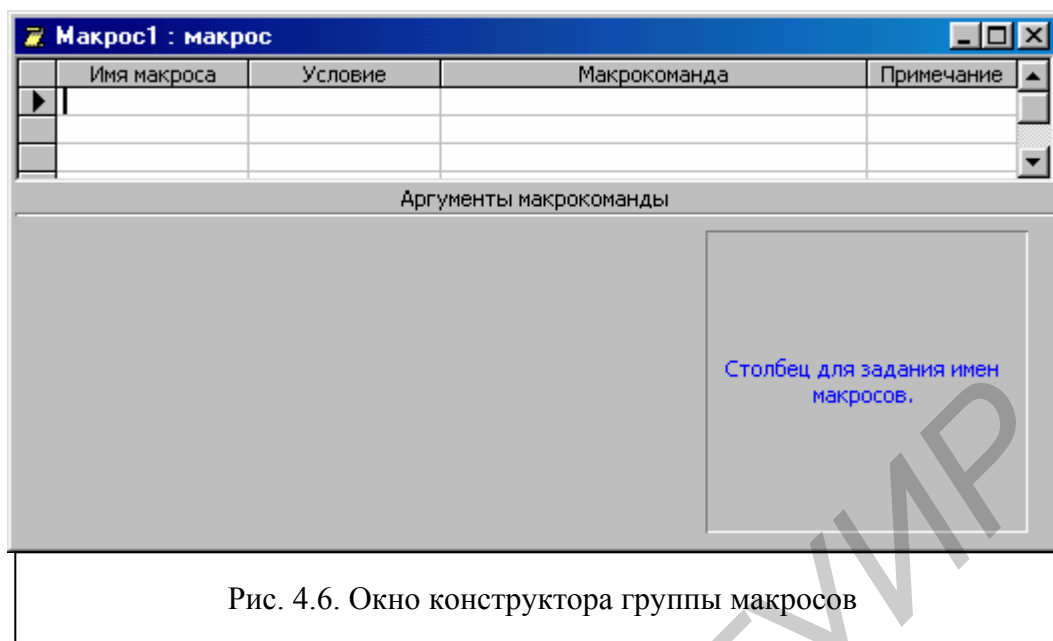 Макрос1 : макрос
Имя макроса Условие Макрокоманда Примечание
Аргументы макрокоманды
Столбец для задания имен
макросов.
Рис. 4.6. Окно конструктора группы макросов
ГУИР